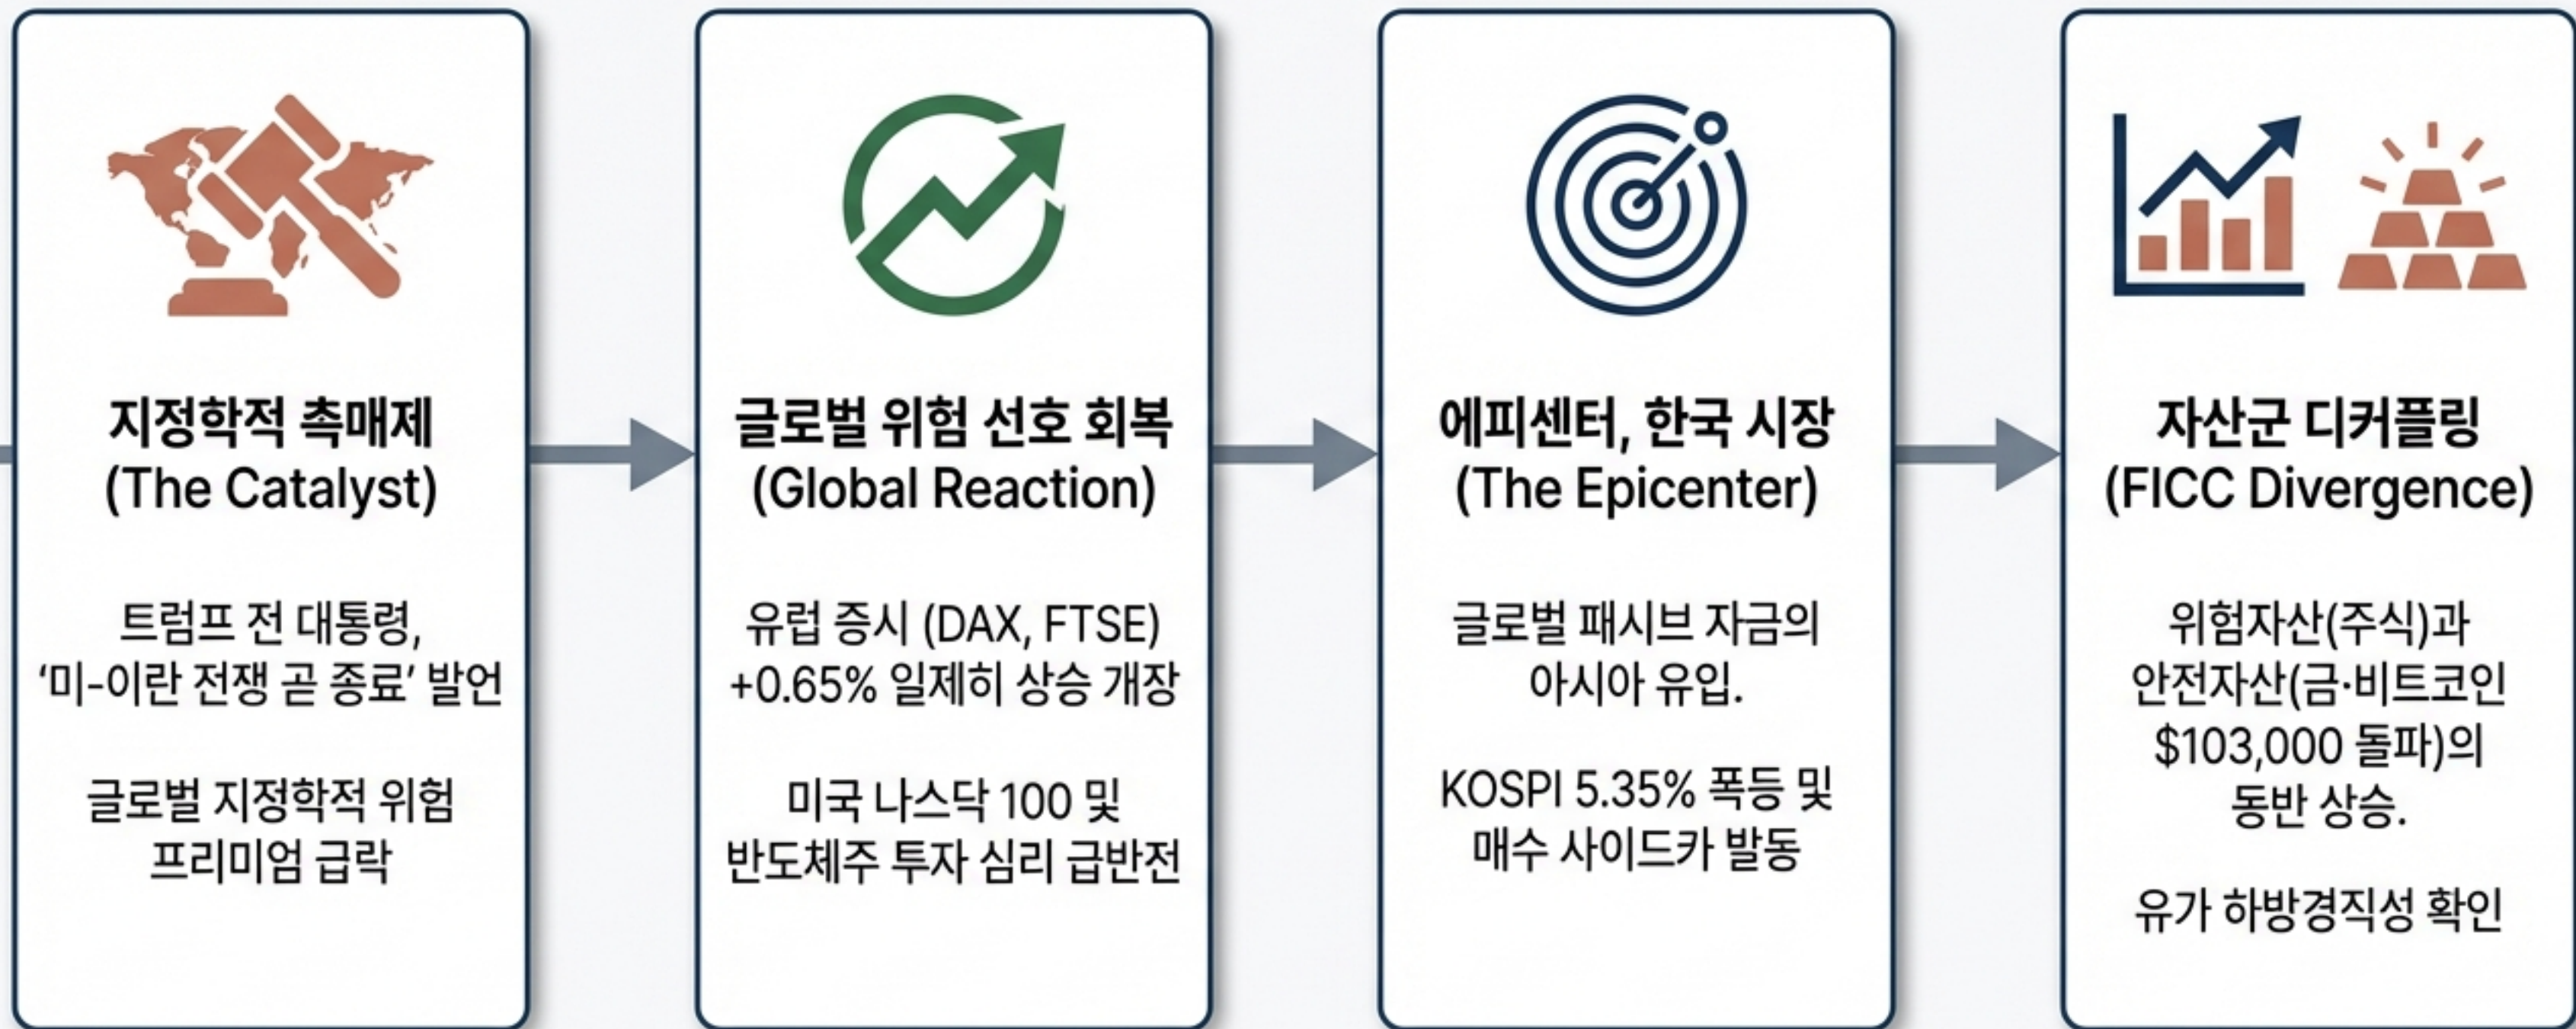 지정학적 촉매제
(The Catalyst)
트럼프 전 대통령,
‘미-이란 전쟁 곧 종료’ 발언
글로벌 지정학적 위험
프리미엄 급락
글로벌 위험 선호 회복
(Global Reaction)
유럽 증시 (DAX, FTSE)
+0.65% 일제히 상승 개장
미국 나스닥 100 및
반도체주 투자 심리 급반전
에피센터, 한국 시장
(The Epicenter)
글로벌 패시브 자금의
아시아 유입.
KOSPI 5.35% 폭등 및
매수 사이드카 발동
자산군 디커플링
(FICC Divergence)
위험자산(주식)과
안전자산(금·비트코인
$103,000 돌파)의
동반 상승.
유가 하방경직성 확인